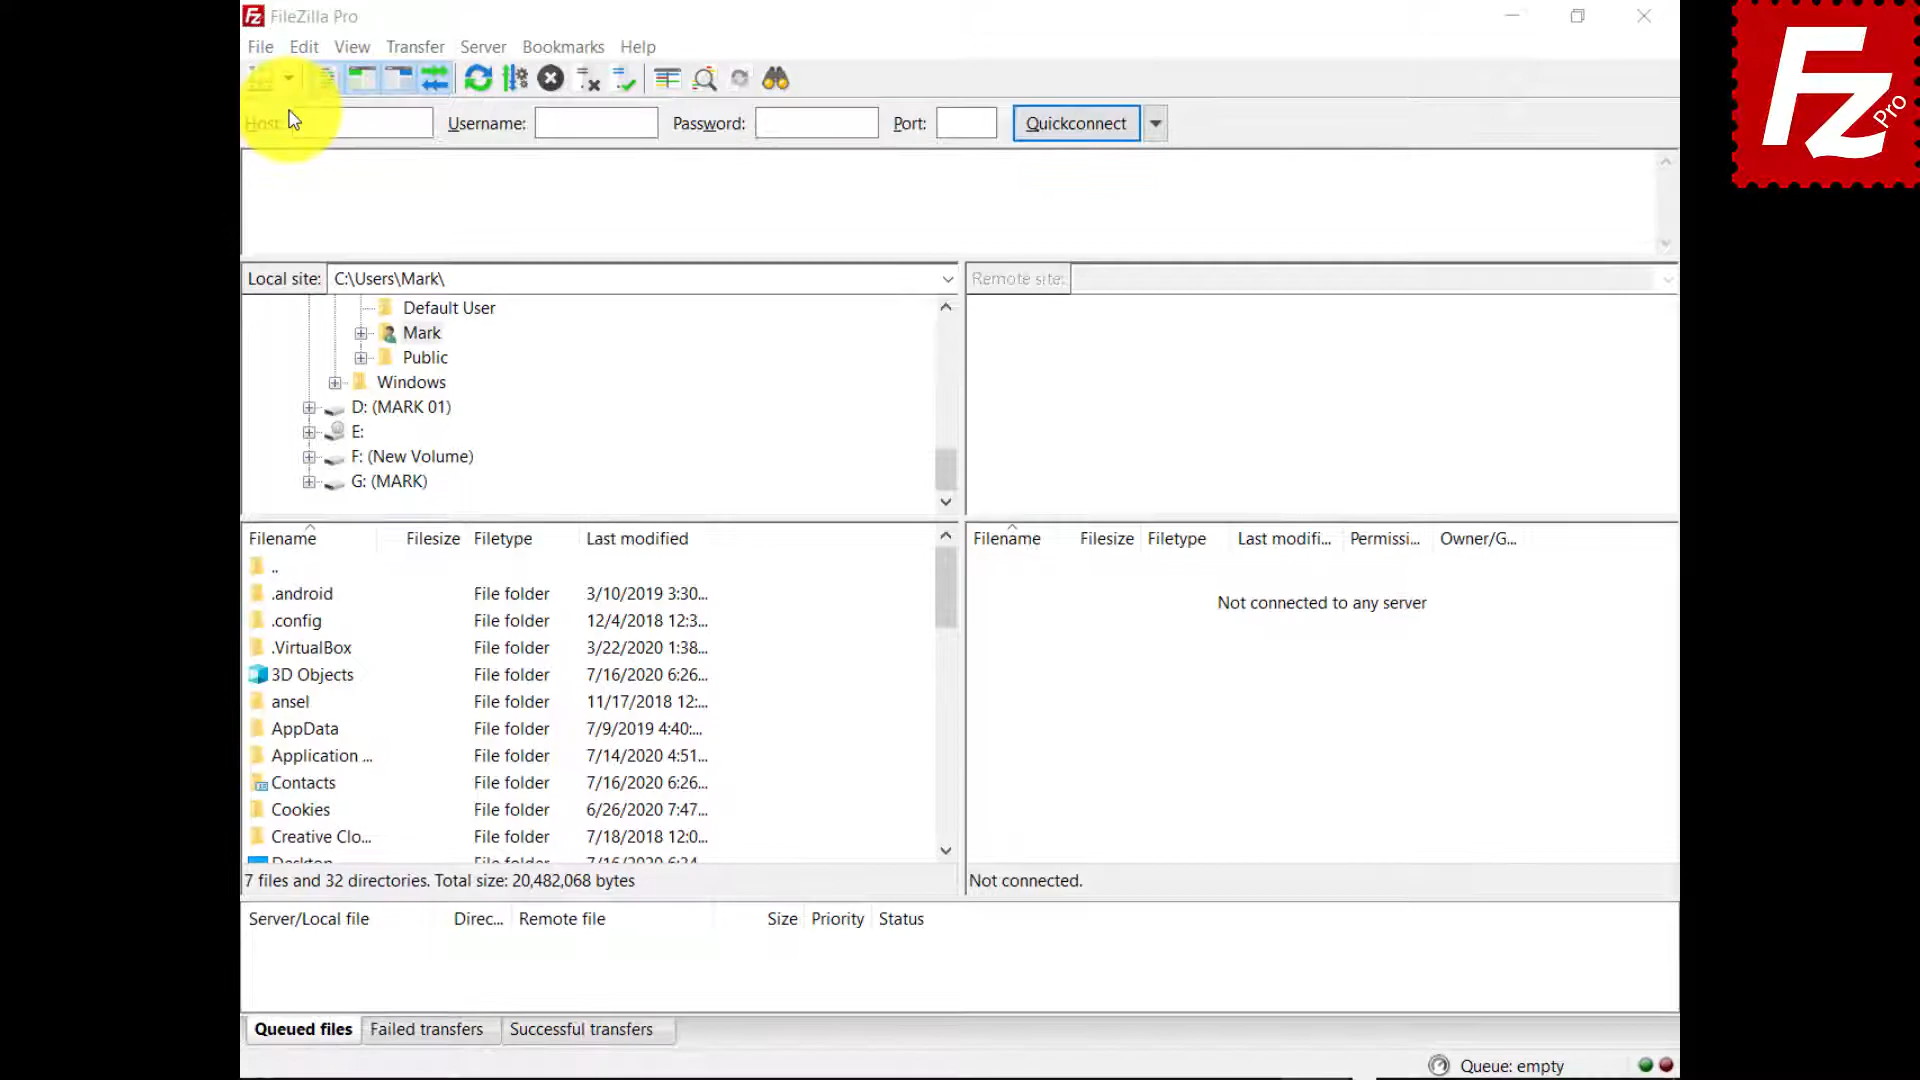 FileZilla Pro
File Edit View Transfer Server Bookmarks Help
Host: Username: Password: Port: Quickconnect
Local site: C:\Users\Mark\
Remote site:
Default User
Mark
Public
Windows
D: (MARK 01)
E:
F: (New Volume)
G: (MARK)
Filename Filesize Filetype Last modified
..
.android File folder 3/10/2019 3:30...
.config File folder 12/4/2018 12:3...
.VirtualBox File folder 3/22/2020 1:38...
3D Objects File folder 7/16/2020 6:26...
ansel File folder 11/17/2018 12:...
AppData File folder 7/9/2019 4:40:...
Application ... File folder 7/14/2020 4:51...
Contacts File folder 7/16/2020 6:26...
Cookies File folder 6/26/2020 7:47...
Creative Clo... File folder 7/18/2018 12:0...
Desktop File folder 7/16/2020 6:34
7 files and 32 directories. Total size: 20,482,068 bytes
Filename Filesize Filetype Last modifi... Permissi... Owner/G...
Not connected to any server
Not connected.
Server/Local file Direc... Remote file Size Priority Status
Queued files Failed transfers Successful transfers
Queue: empty
Fz Pro